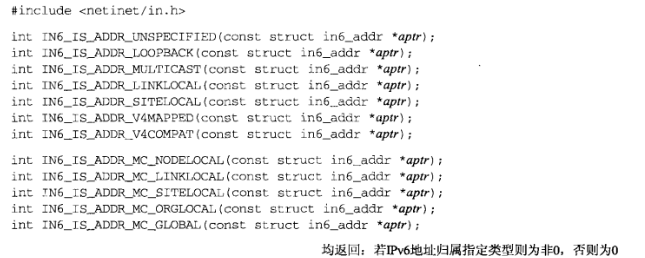 #include <netinet/in.h>
int IN6_IS_ADDR_UNSPECIFIED(const struct in6_addr *aptr);
int IN6_IS_ADDR_LOOPBACK(const struct in6_addr *aptr);
int IN6_IS_ADDR_MULTICAST(const struct in6_addr *aptr);
int IN6_IS_ADDR_LINKLOCAL(const struct in6_addr *aptr);
int IN6_IS_ADDR_SITELOCAL(const struct in6_addr *aptr);
int IN6_IS_ADDR_V4MAPPED(const struct in6_addr *aptr);
int IN6_IS_ADDR_V4COMPAT(const struct in6_addr *aptr);
int IN6_IS_ADDR_MC_NODELOCAL(const struct in6_addr *aptr);
int IN6_IS_ADDR_MC_LINKLOCAL(const struct in6_addr *aptr);
int IN6_IS_ADDR_MC_SITELOCAL(const struct in6_addr *aptr);
int IN6_IS_ADDR_MC_ORGLOCAL(const struct in6_addr *aptr);
int IN6_IS_ADDR_MC_GLOBAL(const struct in6_addr *aptr);
均返回：若IPv6地址归属指定类型则为非0，否则为0